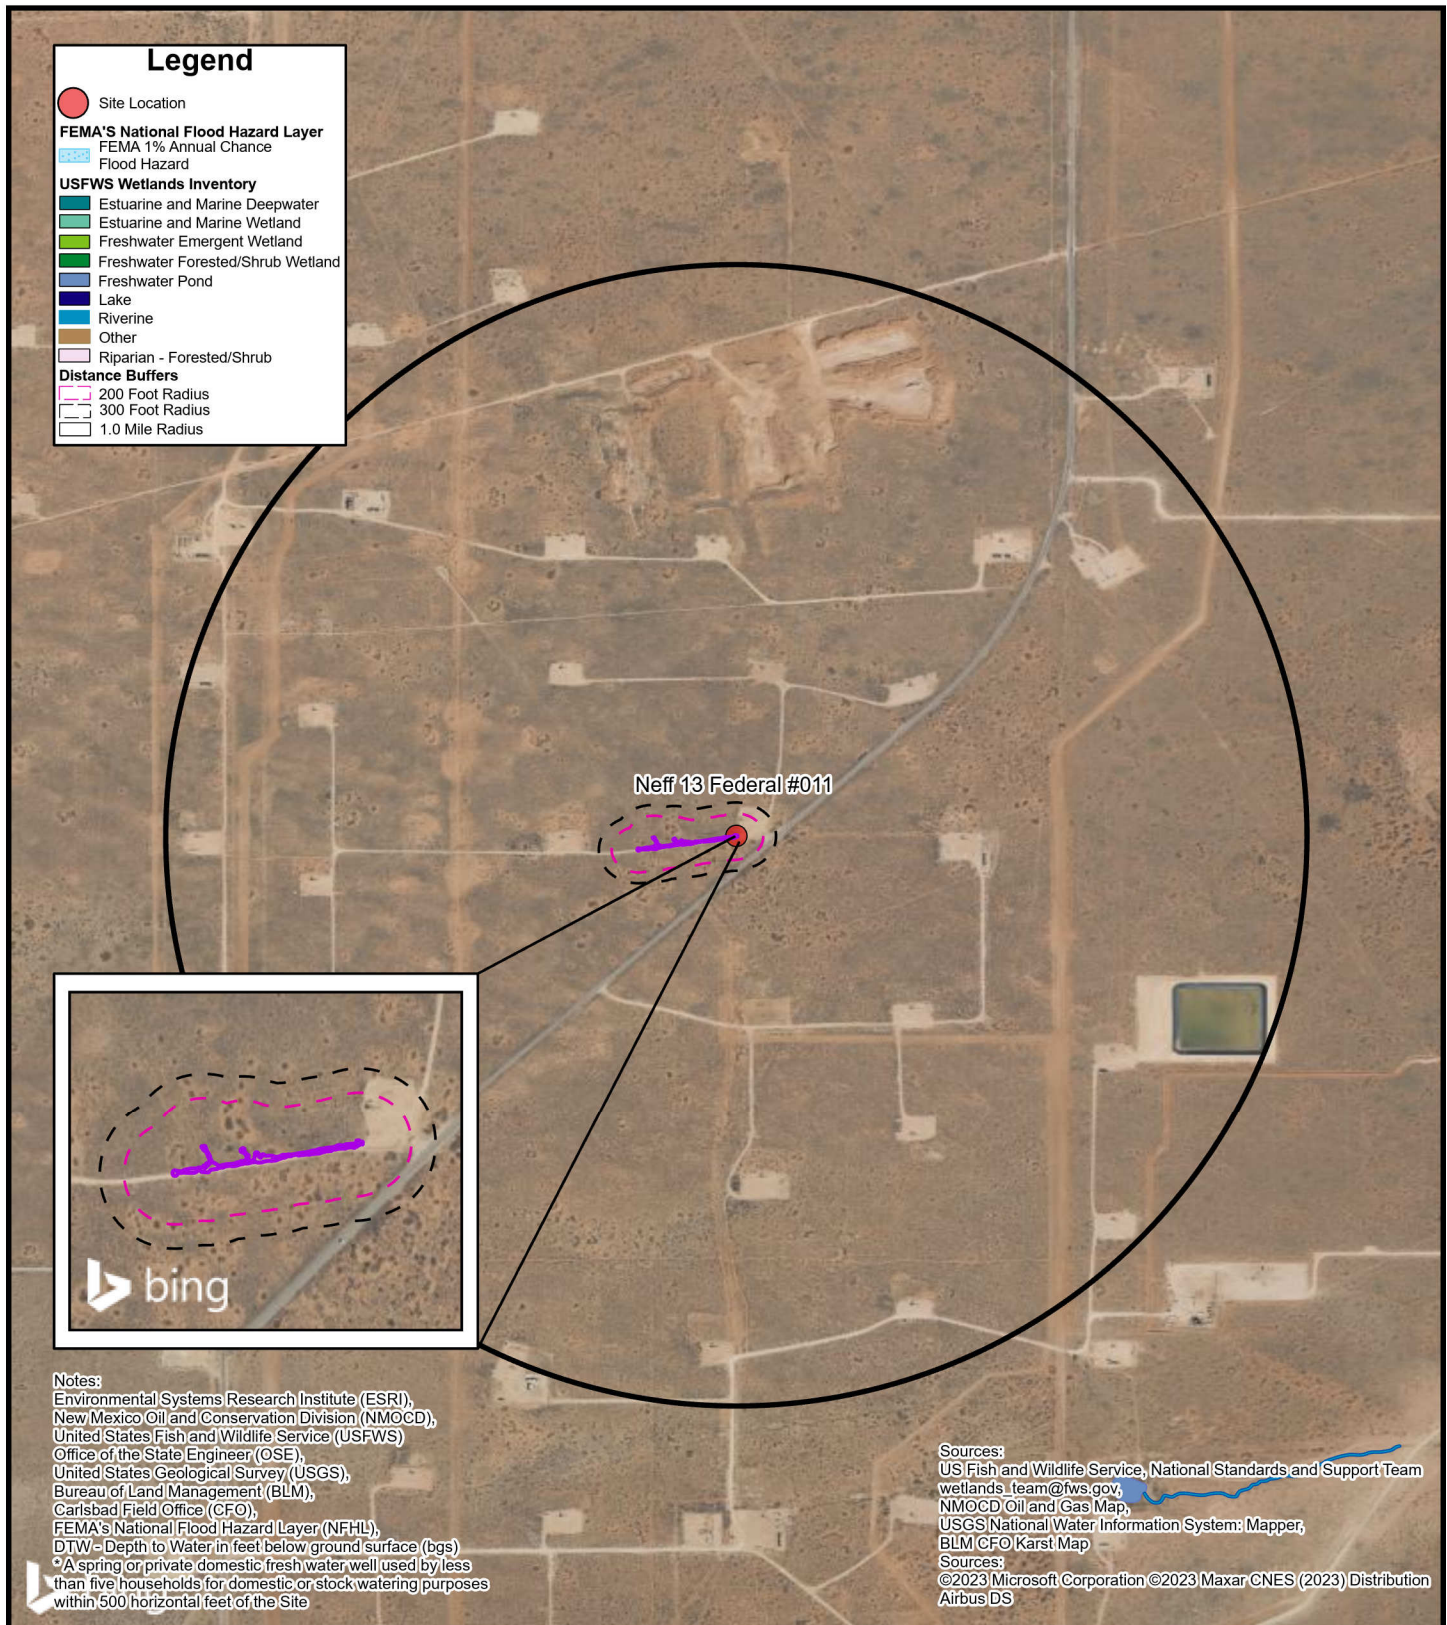 Legend
Site Location
FEMA'S National Flood Hazard Layer
FEMA 1% Annual Chance
Flood Hazard
USFWS Wetlands Inventory
Estuarine and Marine Deepwater
Estuarine and Marine Wetland
Freshwater Emergent Wetland
Freshwater Forested/Shrub Wetland
Freshwater Pond
Lake
Riverine
Other
Riparian - Forested/Shrub
Distance Buffers
200 Foot Radius
300 Foot Radius
1.0 Mile Radius
Neff 13 Federal #011
bing
Notes:
Environmental Systems Research Institute (ESRI),
New Mexico Oil and Conservation Division (NMOCD),
United States Fish and Wildlife Service (USFWS)
Office of the State Engineer (OSE),
United States Geological Survey (USGS),
Bureau of Land Management (BLM),
Carlsbad Field Office (CFO),
FEMA's National Flood Hazard Layer (NFHL),
DTW - Depth to Water in feet below ground surface (bgs)
* A spring or private domestic fresh water well used by less
than five households for domestic or stock watering purposes
within 500 horizontal feet of the Site
Sources:
US Fish and Wildlife Service, National Standards and Support Team
wetlands_team@fws.gov,
NMOCD Oil and Gas Map,
USGS National Water Information System: Mapper,
BLM CFO Karst Map
Sources:
©2023 Microsoft Corporation ©2023 Maxar CNES (2023) Distribution
Airbus DS